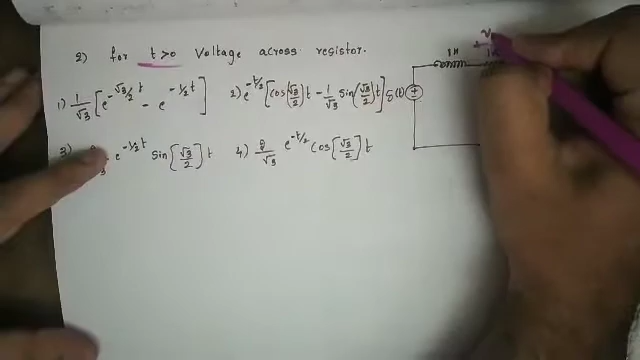 2) for t>0 Voltage across resistor.
1) 1/√3 [e^-√3/2 t - e^-1/2 t]
2) e^-t/2 [cos(√3/2)t - 1/√3 sin(√3/2)t]
δ(t) +
1H
3) e^-1/2 t sin[√3/2]t
4) 2/√3 e^-t/2 cos[√3/2]t